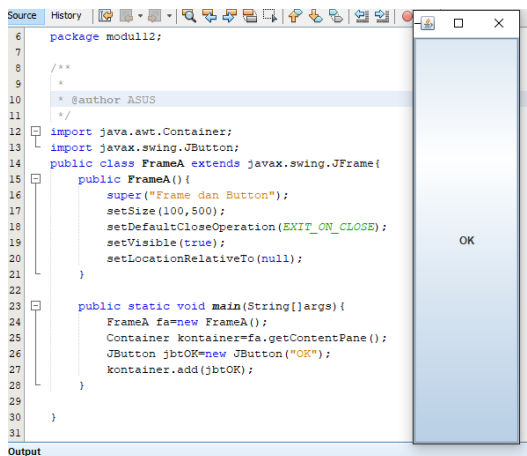 Source History
6 package modul12;
7
8 /**
9 *
10 * @author ASUS
11 */
12 import java.awt.Container;
13 import javax.swing.JButton;
14 public class FrameA extends javax.swing.JFrame{
15 public FrameA(){
16 super("Frame dan Button");
17 setSize(100,500);
18 setDefaultCloseOperation(EXIT_ON_CLOSE);
19 setVisible(true);
20 setLocationRelativeTo(null);
21 }
22
23 public static void main(String[]args){
24 FrameA fa=new FrameA();
25 Container kontainer=fa.getContentPane();
26 JButton jbtOK=new JButton("OK");
27 kontainer.add(jbtOK);
28 }
29
30 }
31
Output
OK